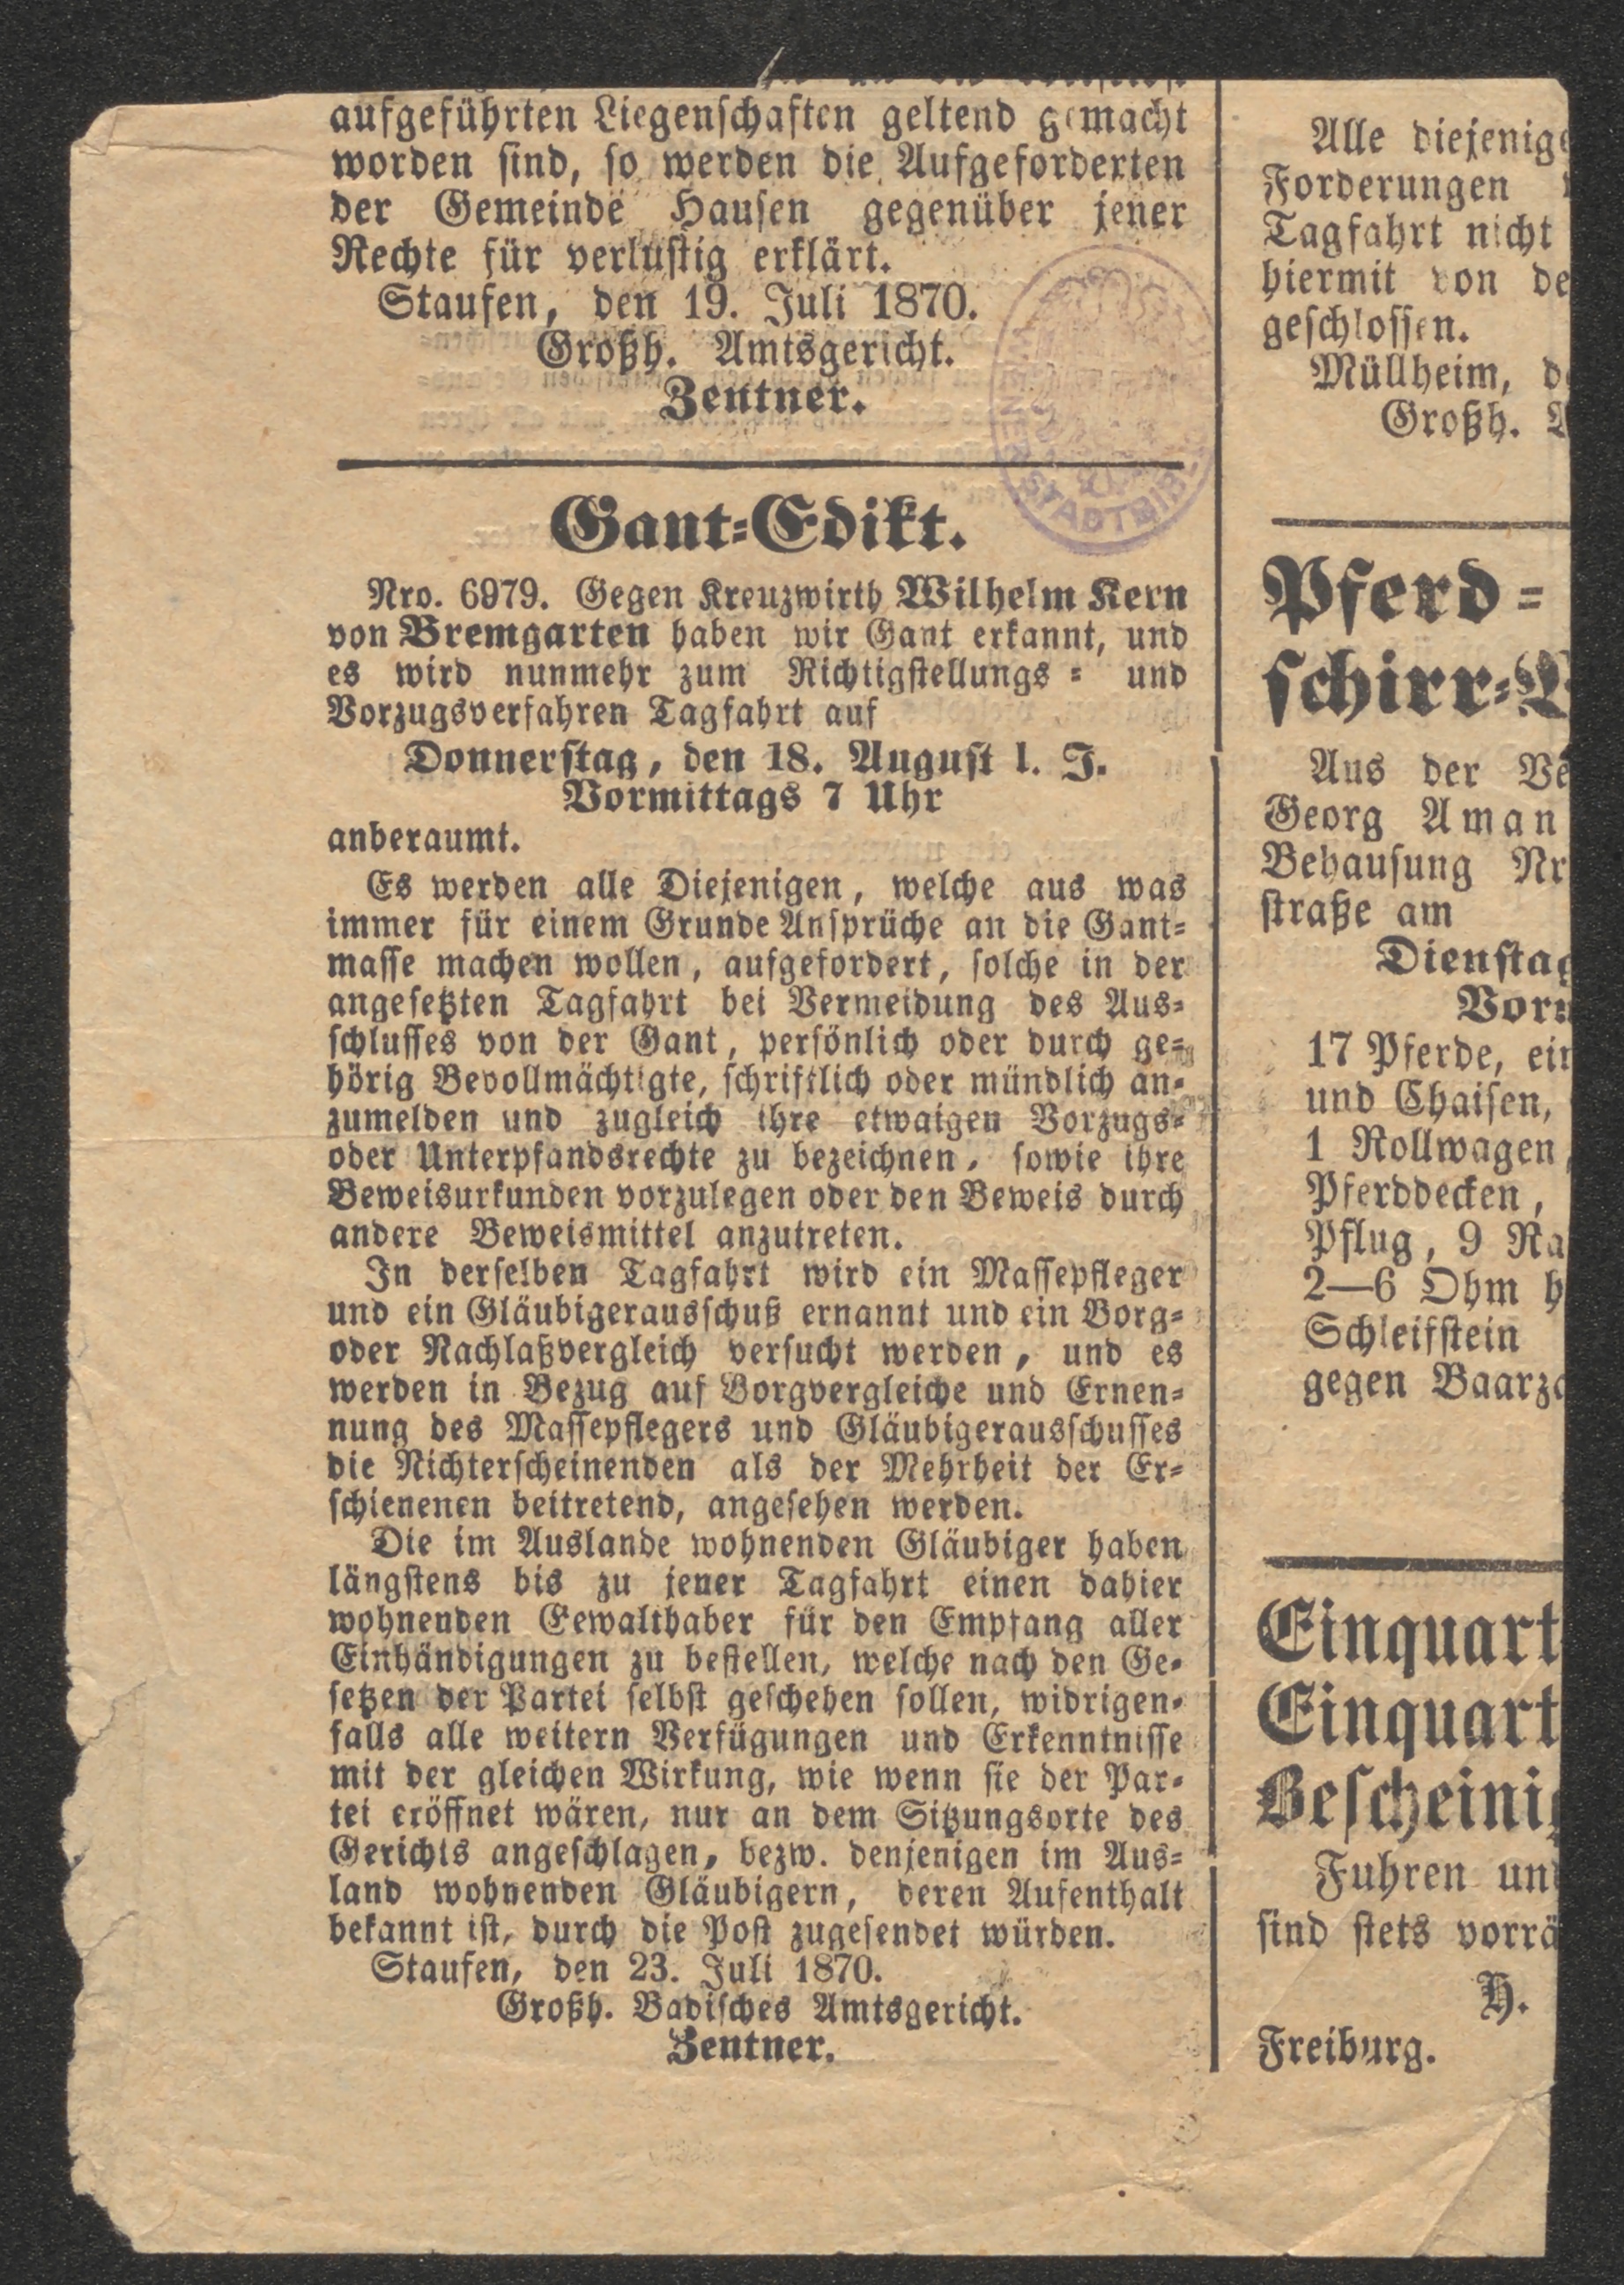 aufgeführten Liegenschaften geltend gemacht
worden sind, so werden die Aufgeforderten
der Gemeinde Hausen gegenüber jener
Rechte für verlustig erklärt.
Staufen, den 19. Juli 1870.
Großh. Amtsgericht.
Zentner.
Gant-Edikt.
Nro. 6979. Gegen Kreuzwirth Wilhelm Kern
von Bremgarten haben wir Gant erkannt, und
es wird nunmehr zum Richtigstellungs- und
Vorzugsverfahren Tagfahrt auf
Donnerstag, den 18. August l. J.
Vormittags 7 Uhr
anberaumt.
Es werden alle Diejenigen, welche aus was
immer für einem Grunde Ansprüche an die Gant-
masse machen wollen, aufgefordert, solche in der
angesetzten Tagfahrt bei Vermeidung des Aus-
schlusses von der Gant, persönlich oder durch ge-
hörig Bevollmächtigte, schriftlich oder mündlich an-
zumelden und zugleich ihre etwaigen Vorzugs-
oder Unterpfandsrechte zu bezeichnen, sowie ihre
Beweisurkunden vorzulegen oder den Beweis durch
andere Beweismittel anzutreten.
In derselben Tagfahrt wird ein Massepfleger
und ein Gläubigerausschuß ernannt und ein Borg-
oder Nachlaßvergleich versucht werden, und es
werden in Bezug auf Borgvergleiche und Ernen-
nung des Massepflegers und Gläubigerausschusses
die Nichterscheinenden als der Mehrheit der Er-
schienenen beitretend, angesehen werden.
Die im Auslande wohnenden Gläubiger haben
längstens bis zu jener Tagfahrt einen dahier
wohnenden Gewalthaber für den Empfang aller
Einhändigungen zu bestellen, welche nach den Ge-
setzen der Partei selbst geschehen sollen, widrigen-
falls alle weitern Verfügungen und Erkenntnisse
mit der gleichen Wirkung, wie wenn sie der Par-
tei eröffnet wären, nur an dem Sitzungsorte des
Gerichts angeschlagen, bezw. denjenigen im Aus-
land wohnenden Gläubigern, deren Aufenthalt
bekannt ist, durch die Post zugesendet würden.
Staufen, den 23. Juli 1870.
Großh. Badisches Amtsgericht.
Zentner.
Alle diejenige
Forderungen
Tagfahrt nicht
hiermit von de
geschlossen.
Müllheim, d
Großh. A
Pferd-
schirr-V
Aus der Ve
Georg Aman
Behausung Nr
straße am
Dienstag
Vorm
17 Pferde, ein
und Chaisen,
1 Rollwagen,
Pferddecken,
Pflug, 9 Ra
2—6 Ohm h
Schleifstein
gegen Baarza
Einquart
Einquart
Bescheinig
Fuhren und
sind stets vorrä
H.
Freiburg.
STADTBIB